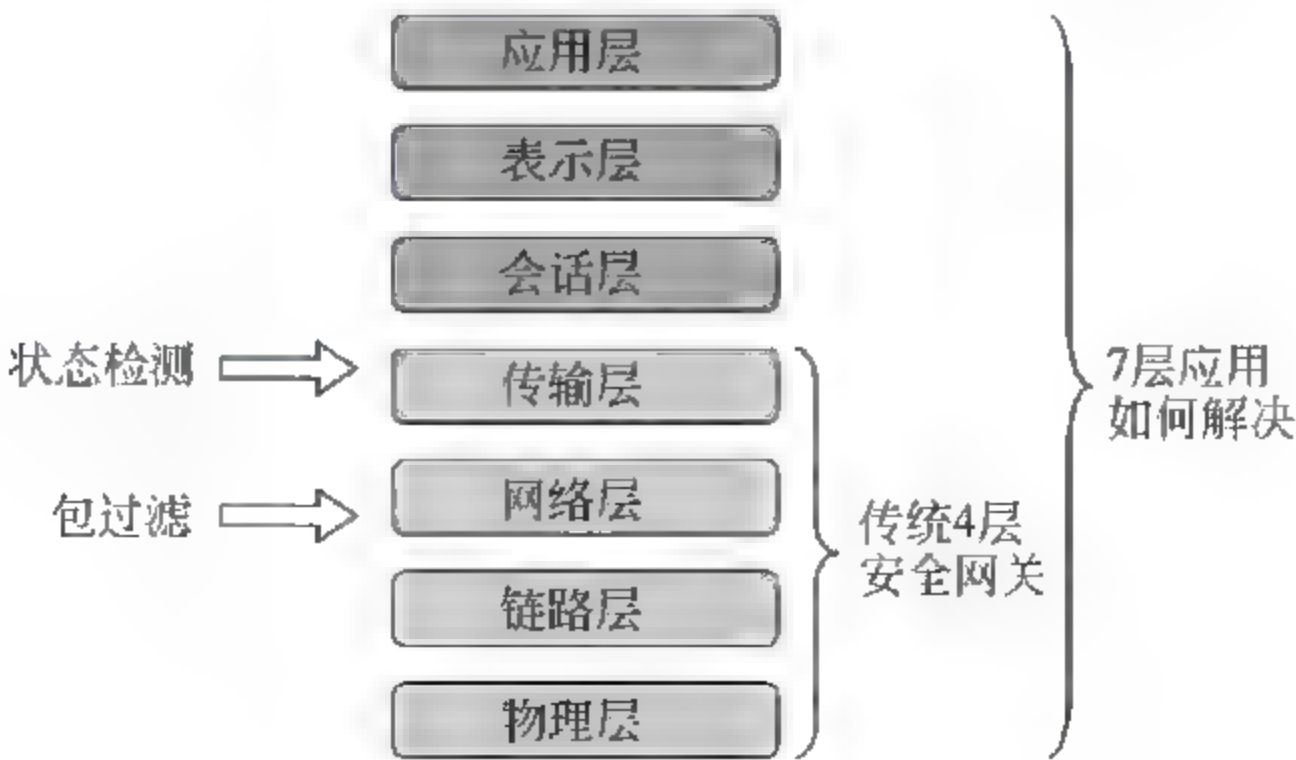 应用层
表示层
会话层
状态检测
传输层
7层应用
如何解决
包过滤
网络层
传统4层
安全网关
链路层
物理层